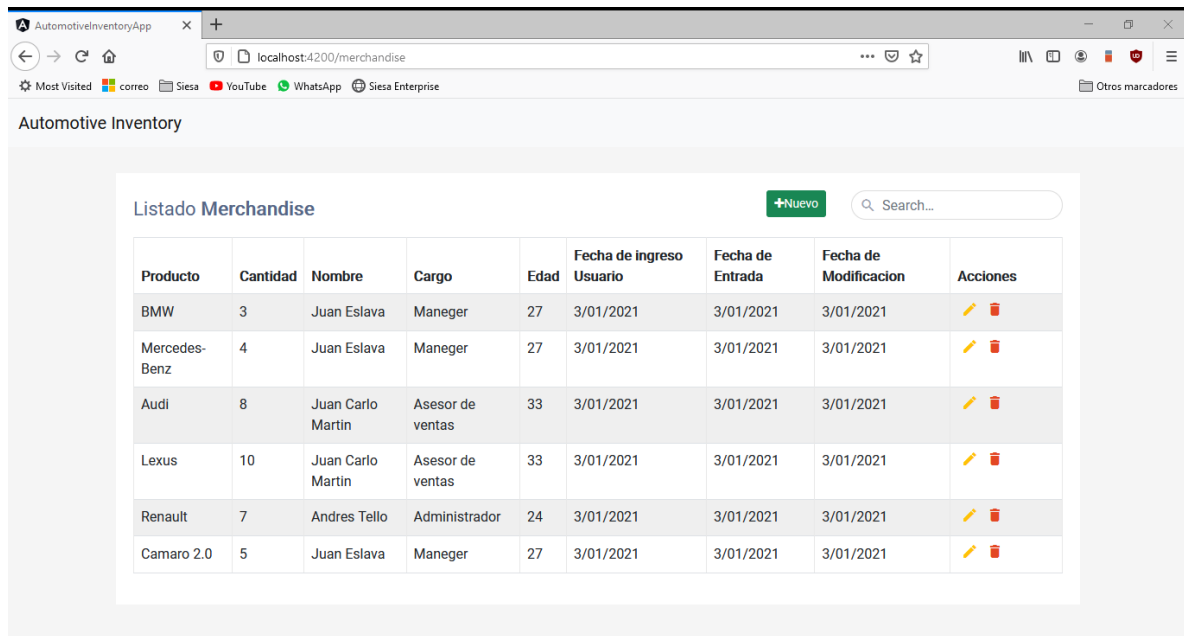 AutomotiveInventoryApp
localhost:4200/merchandise
Most Visited correo Siesa YouTube WhatsApp Siesa Enterprise Otros marcadores
Automotive Inventory
Listado Merchandise
+Nuevo
Search...
Producto Cantidad Nombre Cargo Edad Fecha de ingreso Usuario Fecha de Entrada Fecha de Modificacion Acciones
BMW 3 Juan Eslava Maneger 27 3/01/2021 3/01/2021 3/01/2021
Mercedes-Benz 4 Juan Eslava Maneger 27 3/01/2021 3/01/2021 3/01/2021
Audi 8 Juan Carlo Martin Asesor de ventas 33 3/01/2021 3/01/2021 3/01/2021
Lexus 10 Juan Carlo Martin Asesor de ventas 33 3/01/2021 3/01/2021 3/01/2021
Renault 7 Andres Tello Administrador 24 3/01/2021 3/01/2021 3/01/2021
Camaro 2.0 5 Juan Eslava Maneger 27 3/01/2021 3/01/2021 3/01/2021